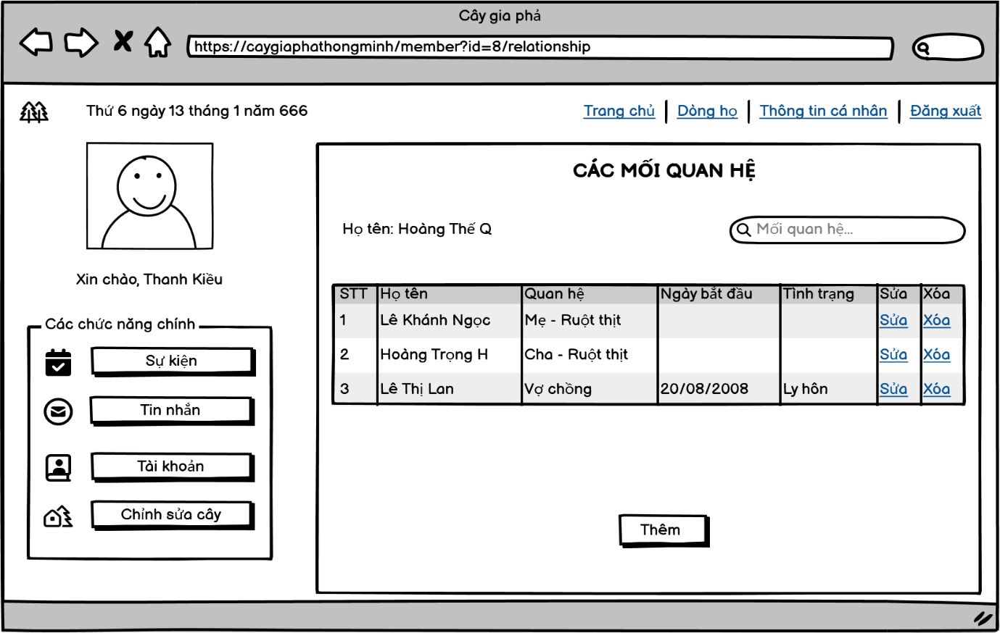 Cây gia phả
https://caygiaphathongminh/member?id=8/relationship
Thứ 6 ngày 13 tháng 1 năm 666
Trang chủ | Dòng họ | Thông tin cá nhân | Đăng xuất
Xin chào, Thanh Kiều
Các chức năng chính
Sự kiện
Tin nhắn
Tài khoản
Chỉnh sửa cây
CÁC MỐI QUAN HỆ
Họ tên: Hoàng Thế Q
Mối quan hệ...
STT Họ tên Quan hệ Ngày bắt đầu Tình trạng Sửa Xóa
1 Lê Khánh Ngọc Mẹ - Ruột thịt Sửa Xóa
2 Hoàng Trọng H Cha - Ruột thịt Sửa Xóa
3 Lê Thị Lan Vợ chồng 20/08/2008 Ly hôn Sửa Xóa
Thêm